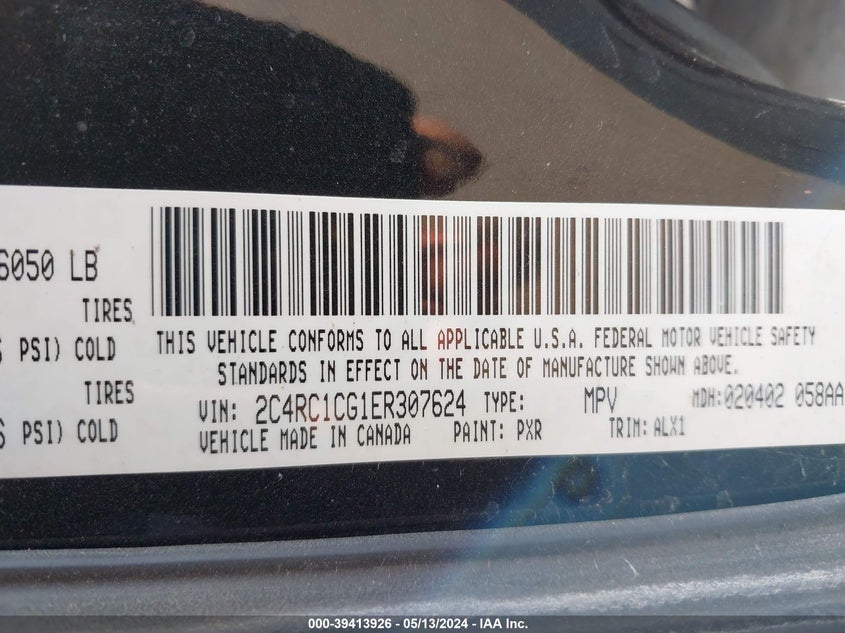 6050 LB
TIRES
PSI) COLD
TIRES
PSI) COLD
THIS VEHICLE CONFORMS TO ALL APPLICABLE U.S.A. FEDERAL MOTOR VEHICLE SAFETY
STANDARDS IN EFFECT ON THE DATE OF MANUFACTURE SHOWN ABOVE.
VIN: 2C4RC1CG1ER307624 TYPE: MPV MDH: 020402 058AA
VEHICLE MADE IN CANADA PAINT: PXR TRIM: ALX1
000-39413926 - 05/13/2024 - IAA Inc.